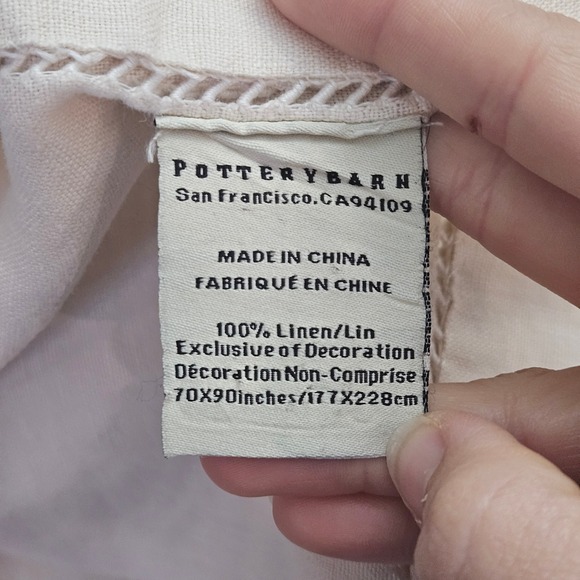 POTTERYBARN
San Francisco.CA94109
MADE IN CHINA
FABRIQUÉ EN CHINE
100% Linen/Lin
Exclusive of Decoration
Décoration Non-Comprise
70X90inches/177X228cm